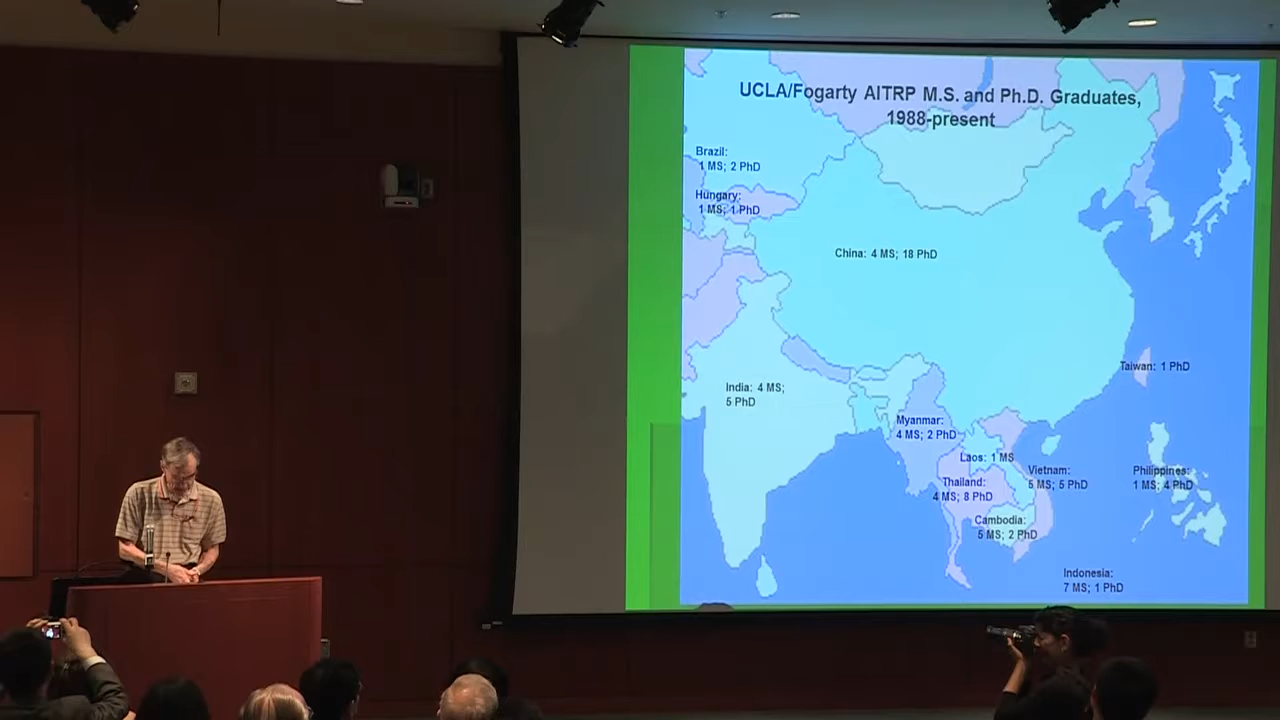 UCLA/Fogarty AITRP M.S. and Ph.D. Graduates,
1988-present
Brazil:
1 MS; 2 PhD
Hungary:
1 MS; 1 PhD
China: 4 MS; 18 PhD
Taiwan: 1 PhD
India: 4 MS;
5 PhD
Myanmar:
4 MS; 2 PhD
Laos: 1 MS
Vietnam:
5 MS; 5 PhD
Philippines:
1 MS; 4 PhD
Thailand:
4 MS; 8 PhD
Cambodia:
5 MS; 2 PhD
Indonesia:
7 MS; 1 PhD